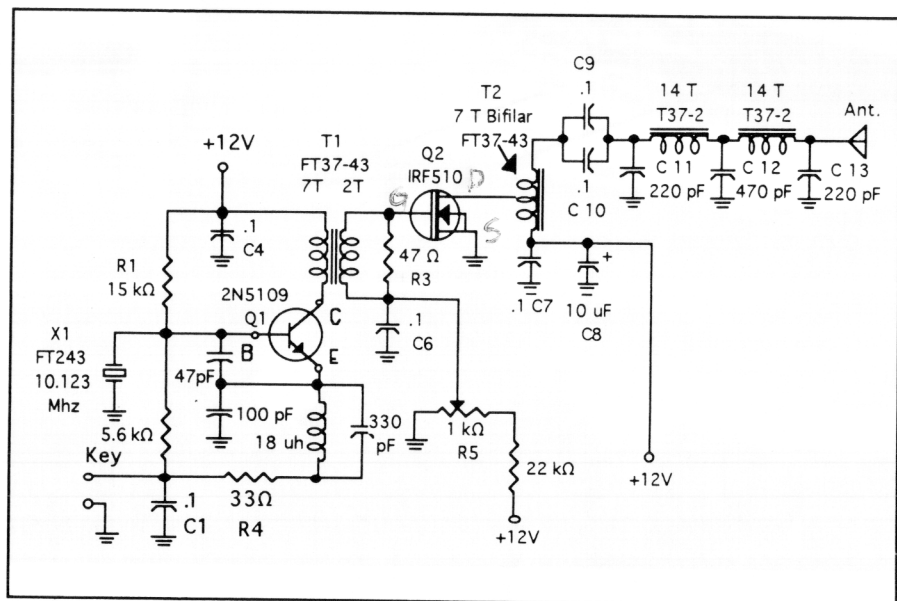 C9
.1
T2
7 T Bifilar
FT37-43
14 T
T37-2
14 T
T37-2
Ant.
+12V
T1
FT37-43
7T 2T
Q2
IRF510
G
D
S
.1
C 10
C 11
220 pF
C 12
470 pF
C 13
220 pF
.1
C4
R1
15 kΩ
47 Ω
R3
2N5109
Q1
C
B
E
.1 C7
+
10 uF
C8
X1
FT243
10.123
Mhz
.1
C6
47pF
100 pF
18 uh
330
pF
5.6 kΩ
1 kΩ
R5
22 kΩ
Key
+12V
.1
C1
33Ω
R4
+12V